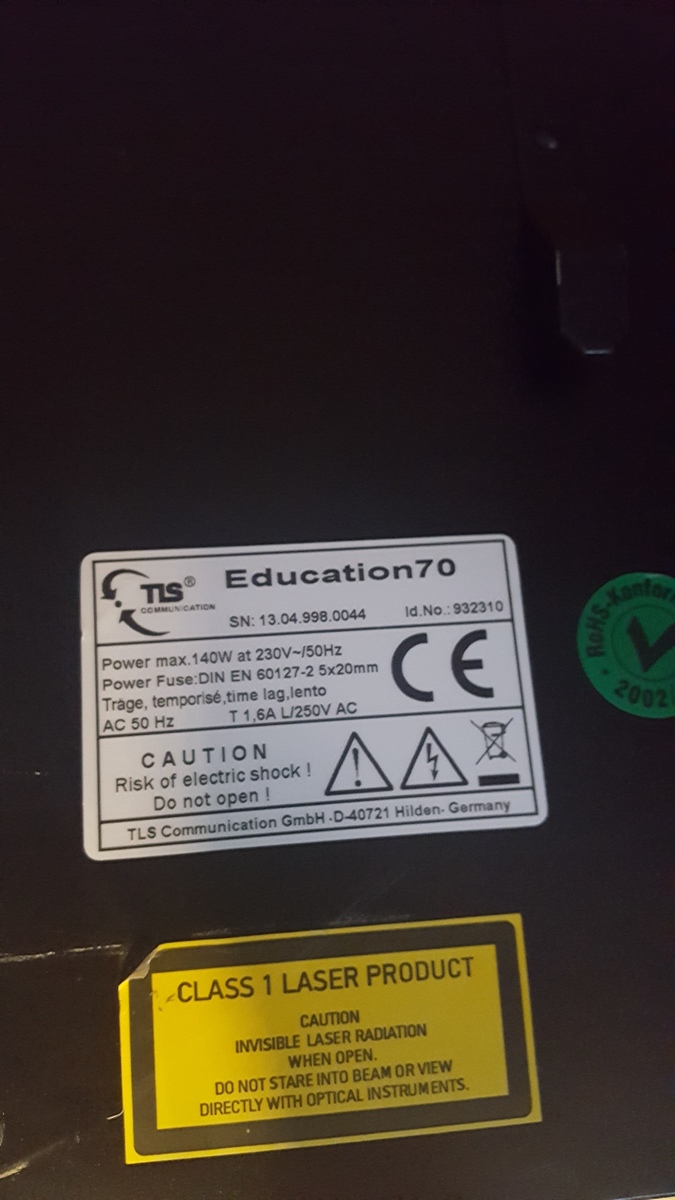 TLS®
COMMUNICATION
Education70
SN: 13.04.998.0044 Id.No.: 932310
Power max.140W at 230V~/50Hz
Power Fuse:DIN EN 60127-2 5x20mm
Träge, temporisé,time lag,lento
AC 50 Hz T 1,6A L/250V AC
CE
CAUTION
Risk of electric shock !
Do not open !
TLS Communication GmbH -D-40721 Hilden- Germany
RoHS-Konform
2002
CLASS 1 LASER PRODUCT
CAUTION
INVISIBLE LASER RADIATION
WHEN OPEN.
DO NOT STARE INTO BEAM OR VIEW
DIRECTLY WITH OPTICAL INSTRUMENTS.